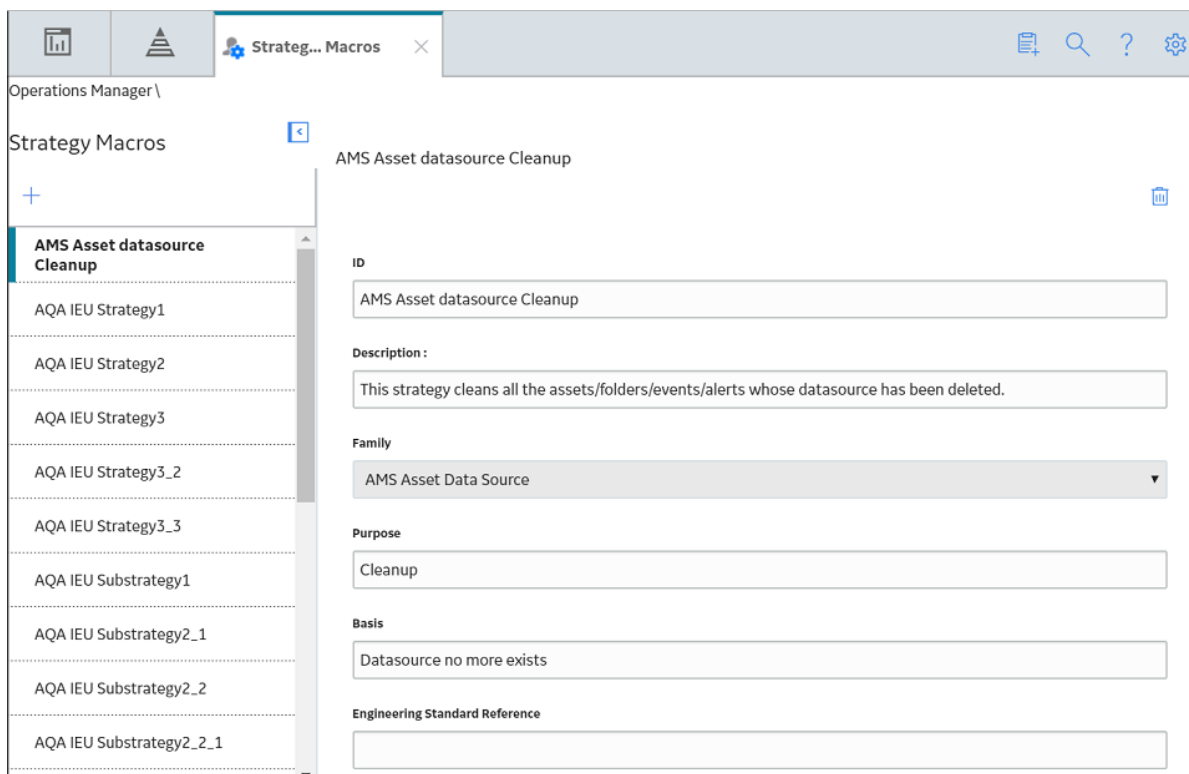 Strateg... Macros
Operations Manager\
Strategy Macros
AMS Asset datasource
Cleanup
AQA IEU Strategy1
AQA IEU Strategy2
AQA IEU Strategy3
AQA IEU Strategy3_2
AQA IEU Strategy3_3
AQA IEU Substrategy1
AQA IEU Substrategy2_1
AQA IEU Substrategy2_2
AQA IEU Substrategy2_2_1
AMS Asset datasource Cleanup
ID
AMS Asset datasource Cleanup
Description :
This strategy cleans all the assets/folders/events/alerts whose datasource has been deleted.
Family
AMS Asset Data Source
Purpose
Cleanup
Basis
Datasource no more exists
Engineering Standard Reference